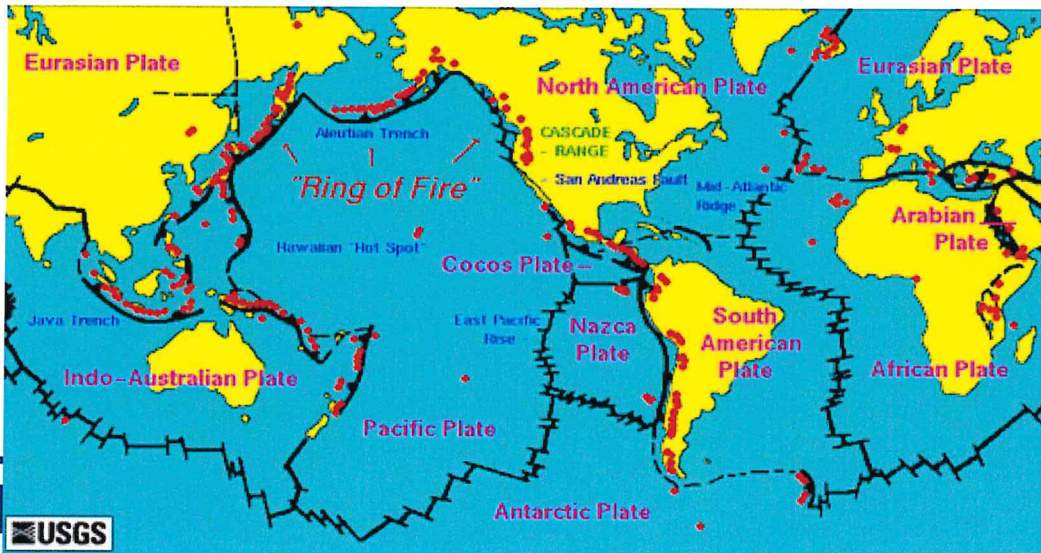 Eurasian Plate
North American Plate
Eurasian Plate
Aleutian Trench
CASCADE
- RANGE
"Ring of Fire"
- San Andreas Fault
Mid-Atlantic
Ridge
Arabian
Plate
Hawaiian "Hot Spot"
Cocos Plate
Java Trench
East Pacific
Rise
Nazca
Plate
South
American
Plate
Indo-Australian Plate
African Plate
Pacific Plate
Antarctic Plate
USGS